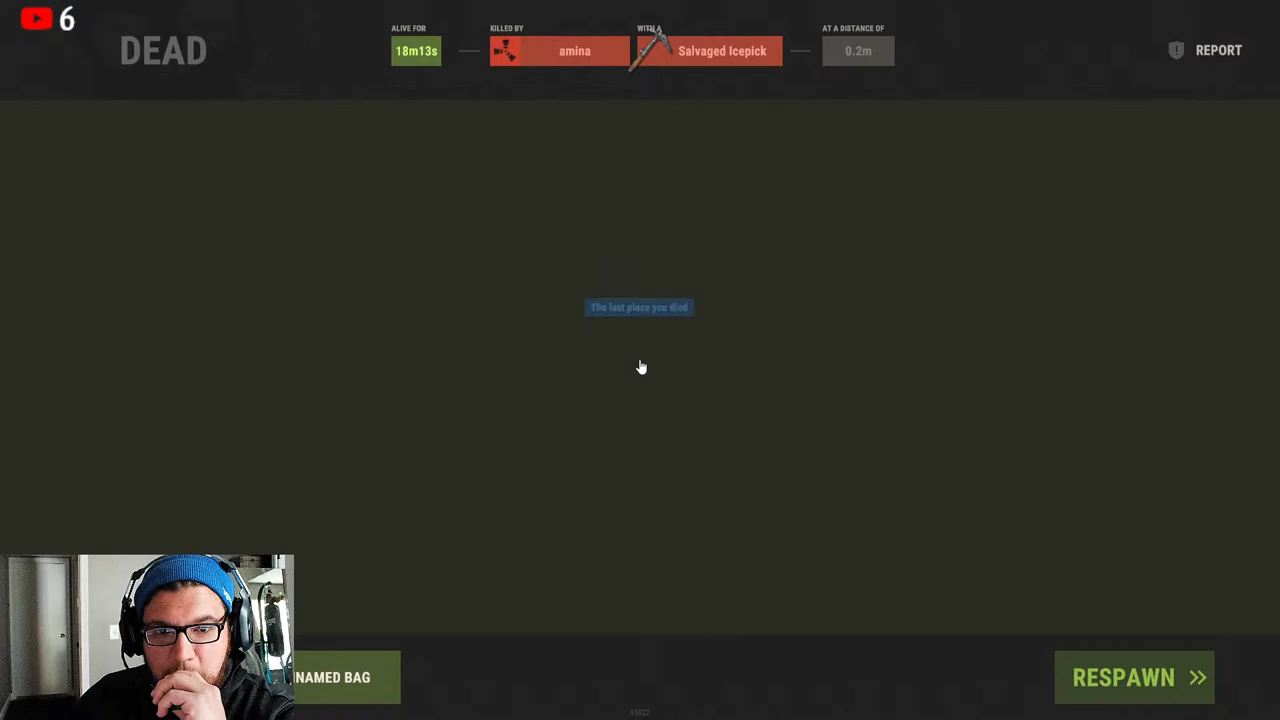 6
DEAD
ALIVE FOR
18m13s
KILLED BY
amina
WITH A
Salvaged Icepick
AT A DISTANCE OF
0.2m
REPORT
The last place you died
NAMED BAG
RESPAWN